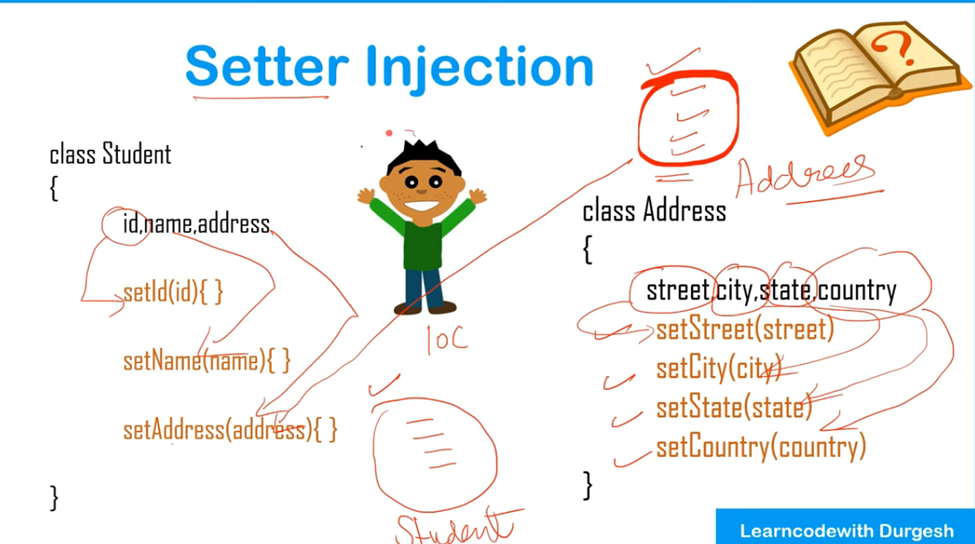 Setter Injection
?
class Student
{
id,name,address
setId(id){ }
setName(name){ }
setAddress(address){ }
}
IOC
Student
Address
class Address
{
street,city,state,country
setStreet(street)
setCity(city)
setState(state)
setCountry(country)
}
Learncodewith Durgesh